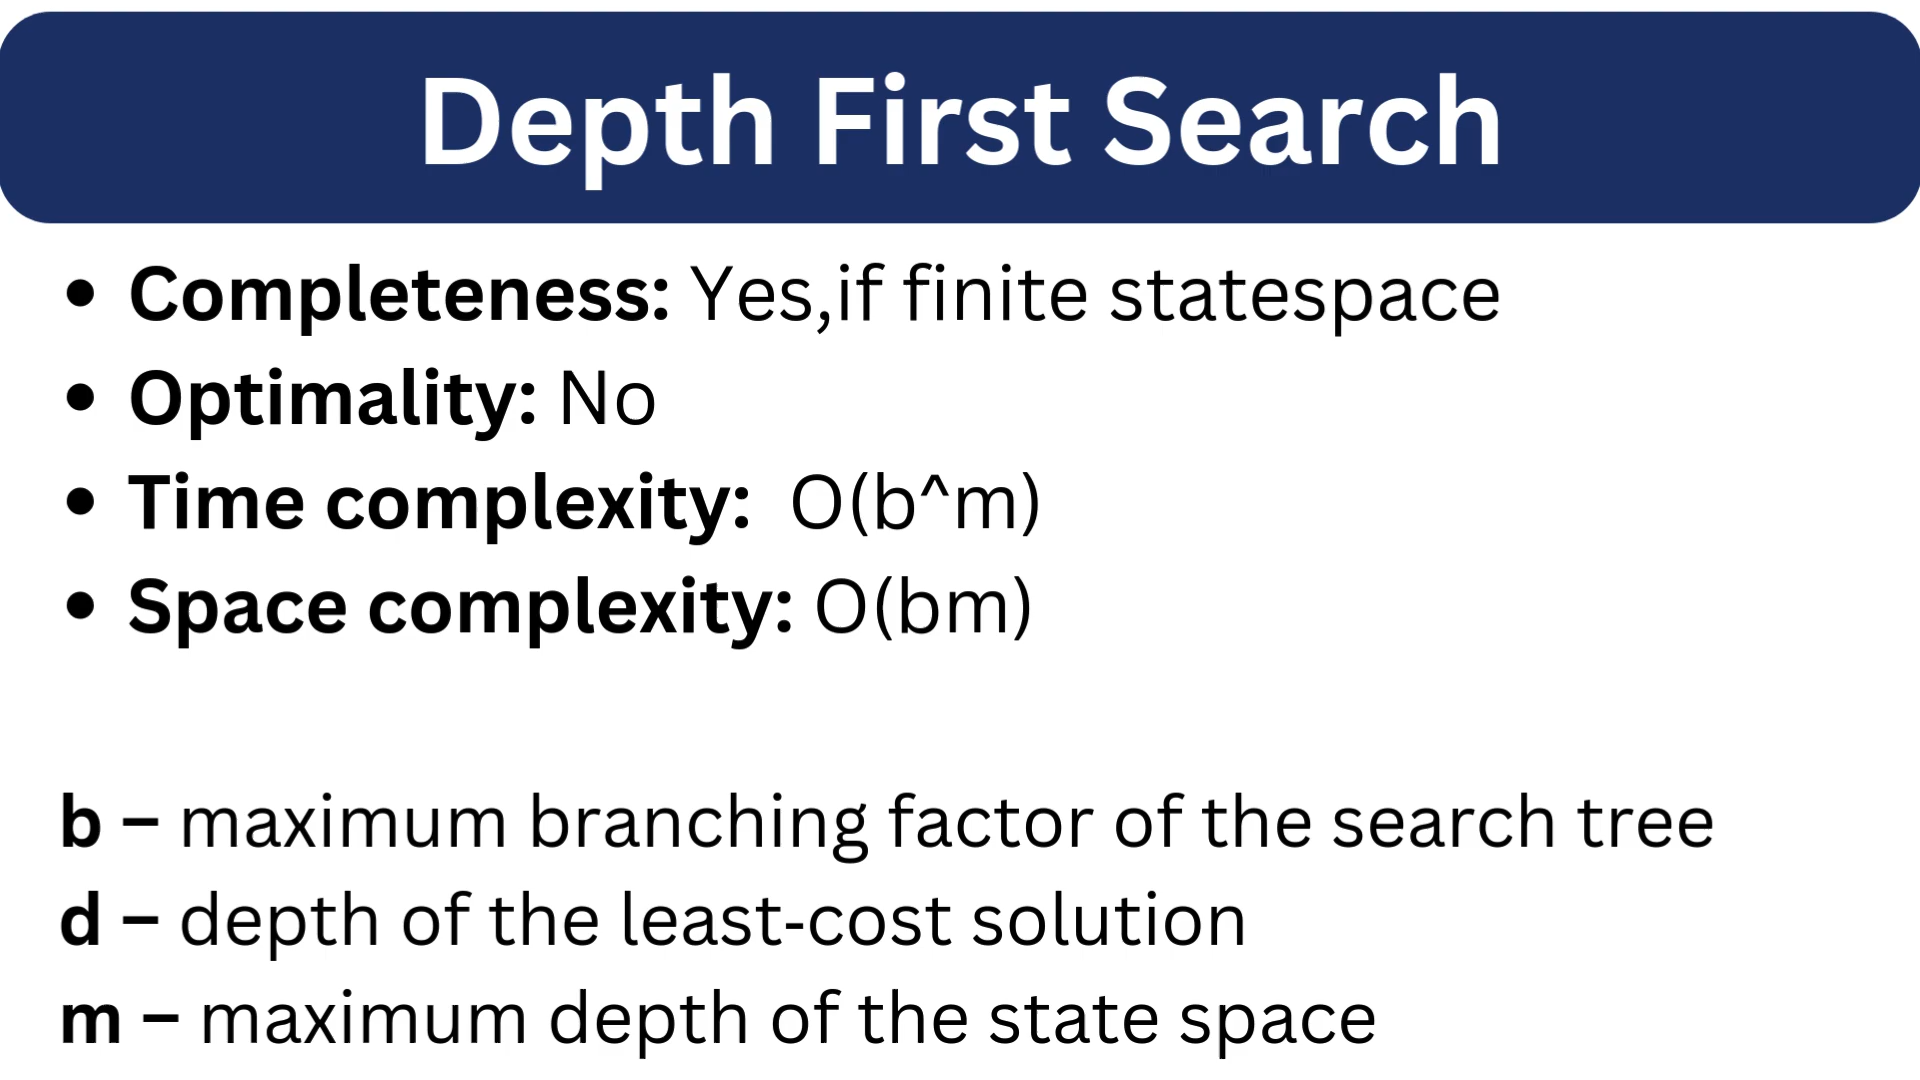 Depth First Search
• Completeness: Yes,if finite statespace
• Optimality: No
• Time complexity:  O(b^m)
• Space complexity: O(bm)
b – maximum branching factor of the search tree
d – depth of the least-cost solution
m – maximum depth of the state space